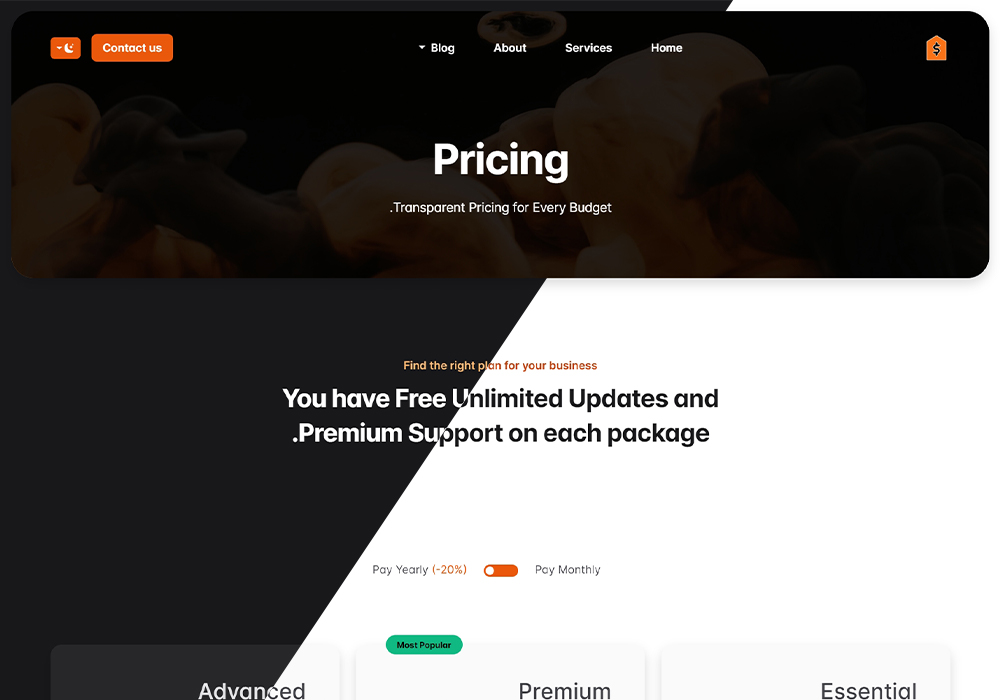 Contact us
Blog
About
Services
Home
$
Pricing
.Transparent Pricing for Every Budget
Find the right plan for your business
You have Free Unlimited Updates and
.Premium Support on each package
Pay Yearly (-20%)
Pay Monthly
Most Popular
Advanced
Premium
Essential